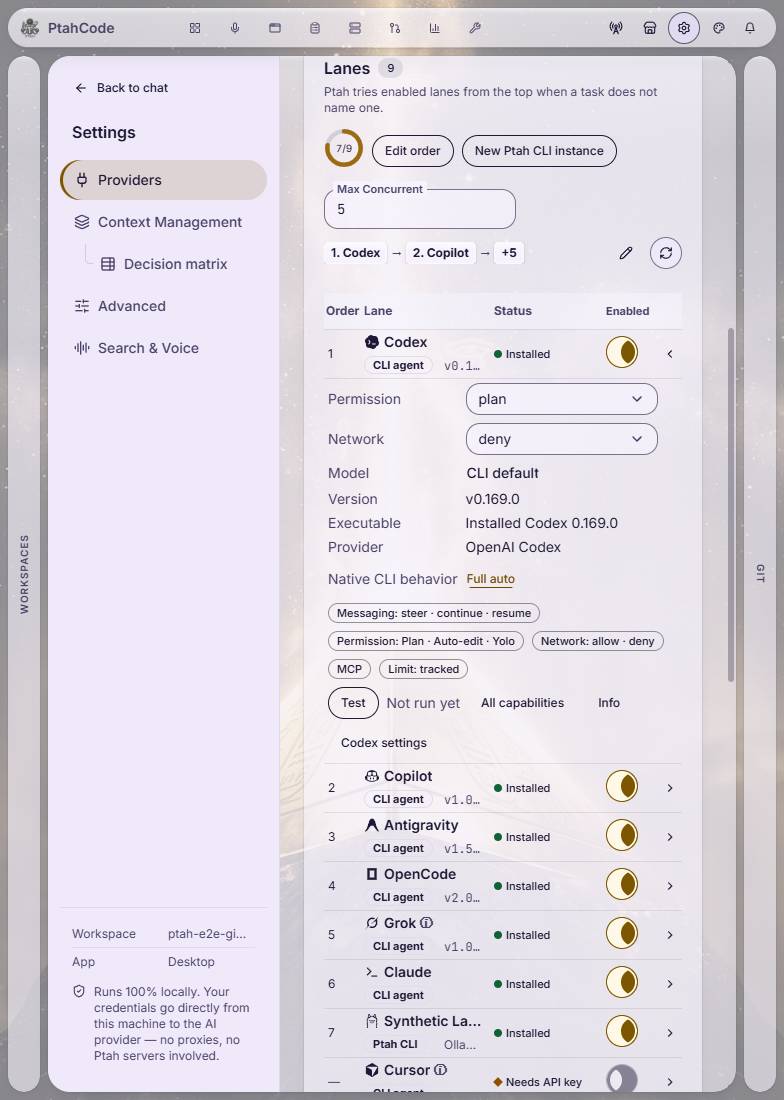 PtahCode
Back to chat
Settings
Providers
Context Management
Decision matrix
Advanced
Search & Voice
Workspace ptah-e2e-gi...
App Desktop
Runs 100% locally. Your
credentials go directly from
this machine to the AI
provider — no proxies, no
Ptah servers involved.
WORKSPACES
Lanes 9
Ptah tries enabled lanes from the top when a task does not
name one.
7/9 Edit order New Ptah CLI instance
Max Concurrent
5
1. Codex → 2. Copilot → +5
Order Lane Status Enabled
1 Codex Installed
CLI agent v0.1...
Permission plan
Network deny
Model CLI default
Version v0.169.0
Executable Installed Codex 0.169.0
Provider OpenAI Codex
Native CLI behavior Full auto
Messaging: steer · continue · resume
Permission: Plan · Auto-edit · Yolo Network: allow · deny
MCP Limit: tracked
Test Not run yet All capabilities Info
Codex settings
2 Copilot Installed
CLI agent v1.0...
3 Antigravity Installed
CLI agent v1.5...
4 OpenCode Installed
CLI agent v2.0...
5 Grok Installed
CLI agent v1.0...
6 Claude Installed
CLI agent
7 Synthetic La... Installed
Ptah CLI Olla...
— Cursor Needs API key
CLI agent
GIT